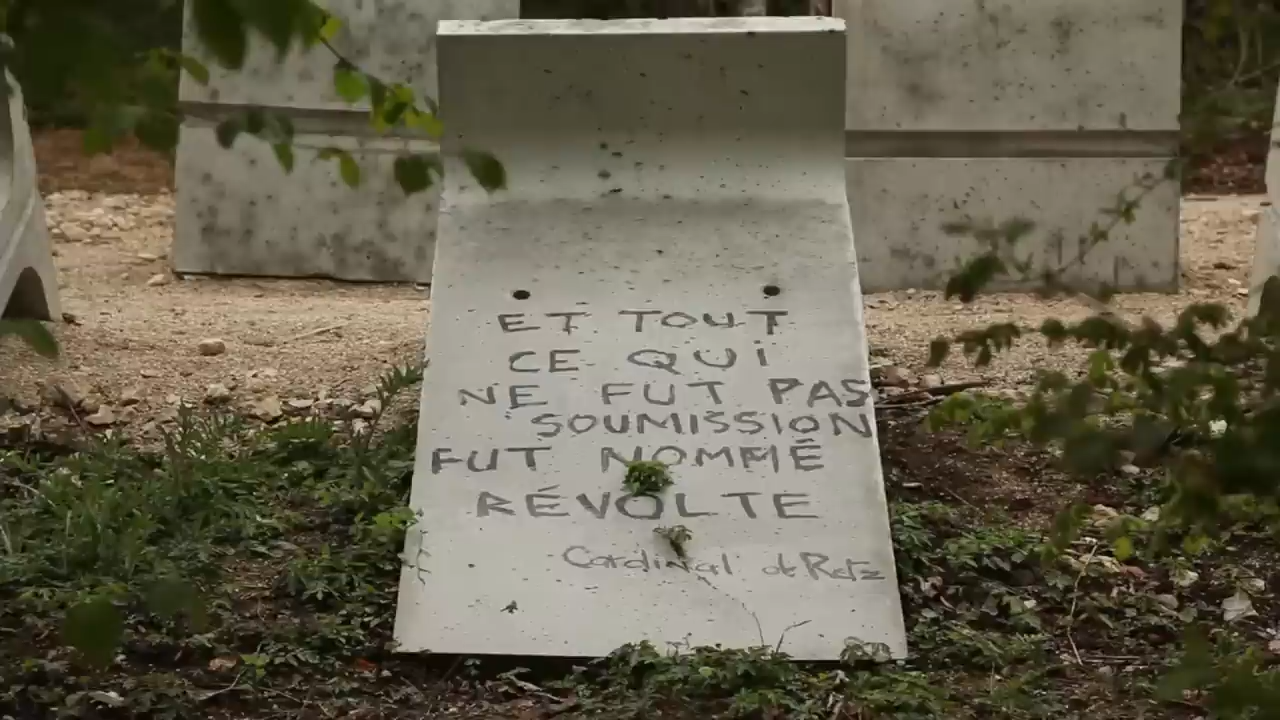 ET TOUT
CE QUi
NE FUT PAS
SOUMISSION
FUT NOMMÉ
RÉVOLTE
Cardinal de Retz